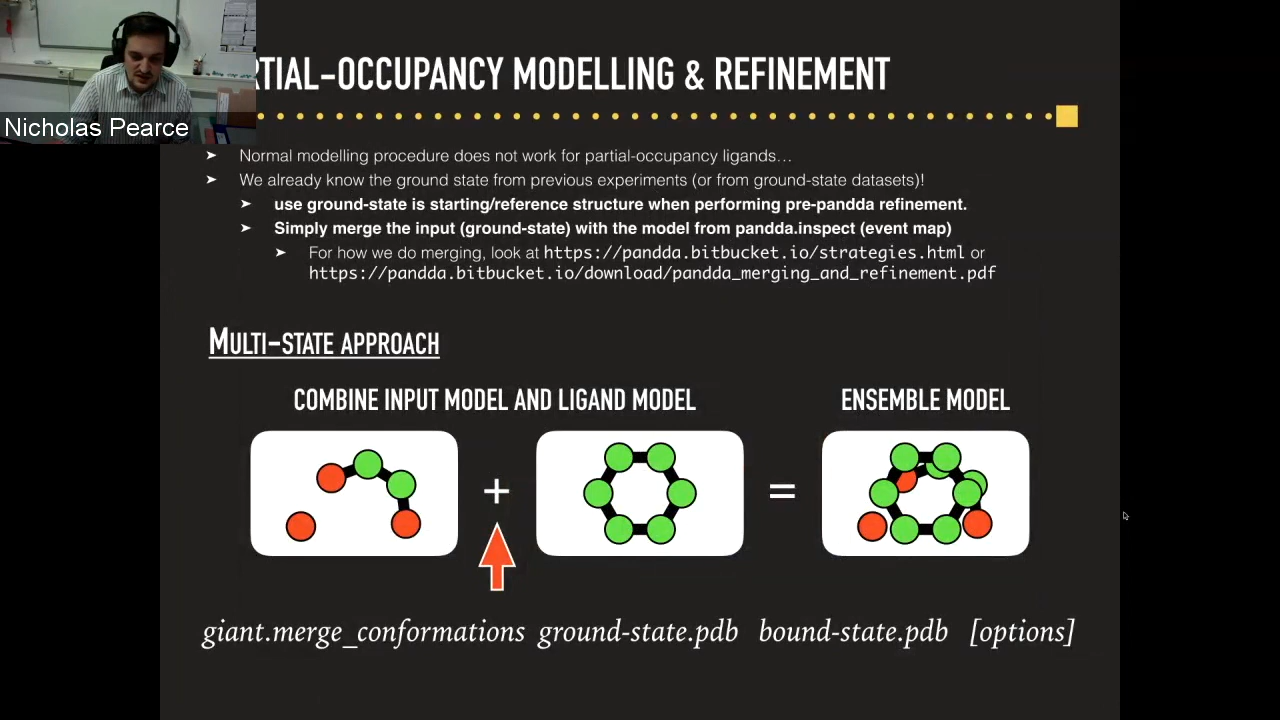 RTIAL-OCCUPANCY MODELLING & REFINEMENT
Nicholas Pearce
➤ Normal modelling procedure does not work for partial-occupancy ligands…
➤ We already know the ground state from previous experiments (or from ground-state datasets)!
➤ use ground-state is starting/reference structure when performing pre-pandda refinement.
➤ Simply merge the input (ground-state) with the model from pandda.inspect (event map)
➤ For how we do merging, look at https://pandda.bitbucket.io/strategies.html or
https://pandda.bitbucket.io/download/pandda_merging_and_refinement.pdf
MULTI-STATE APPROACH
COMBINE INPUT MODEL AND LIGAND MODEL
ENSEMBLE MODEL
+ =
giant.merge_conformations ground-state.pdb bound-state.pdb [options]